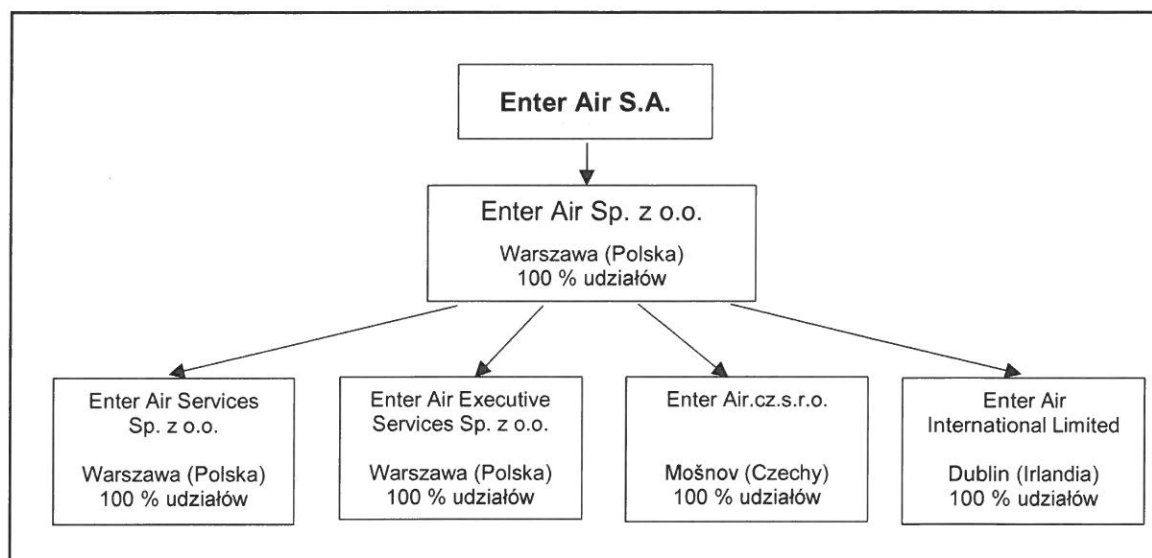 Enter Air S.A.
Enter Air Sp. z o.o.
Warszawa (Polska)
100 % udziałów
Enter Air Services
Sp. z o.o.
Warszawa (Polska)
100 % udziałów
Enter Air Executive
Services Sp. z o.o.
Warszawa (Polska)
100 % udziałów
Enter Air.cz.s.r.o.
Mošnov (Czechy)
100 % udziałów
Enter Air
International Limited
Dublin (Irlandia)
100 % udziałów